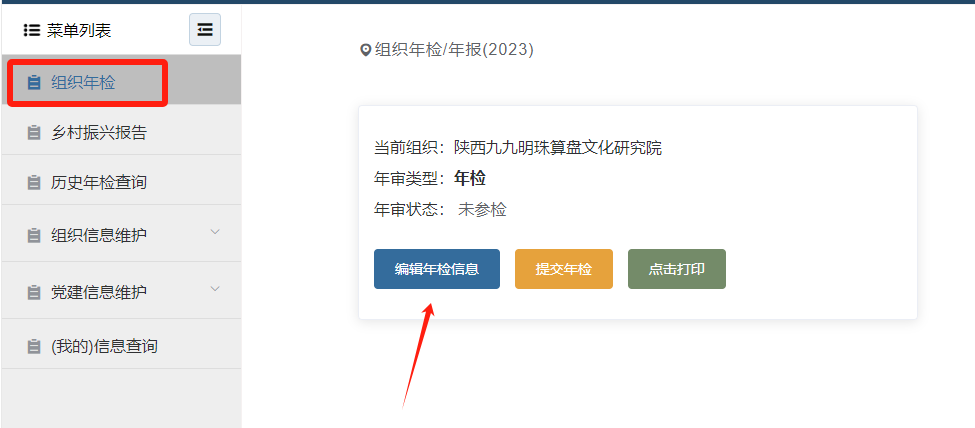 菜单列表
组织年检
乡村振兴报告
历史年检查询
组织信息维护
党建信息维护
(我的)信息查询
组织年检/年报(2023)
当前组织：陕西九九明珠算盘文化研究院
年审类型：年检
年审状态： 未参检
编辑年检信息 提交年检 点击打印